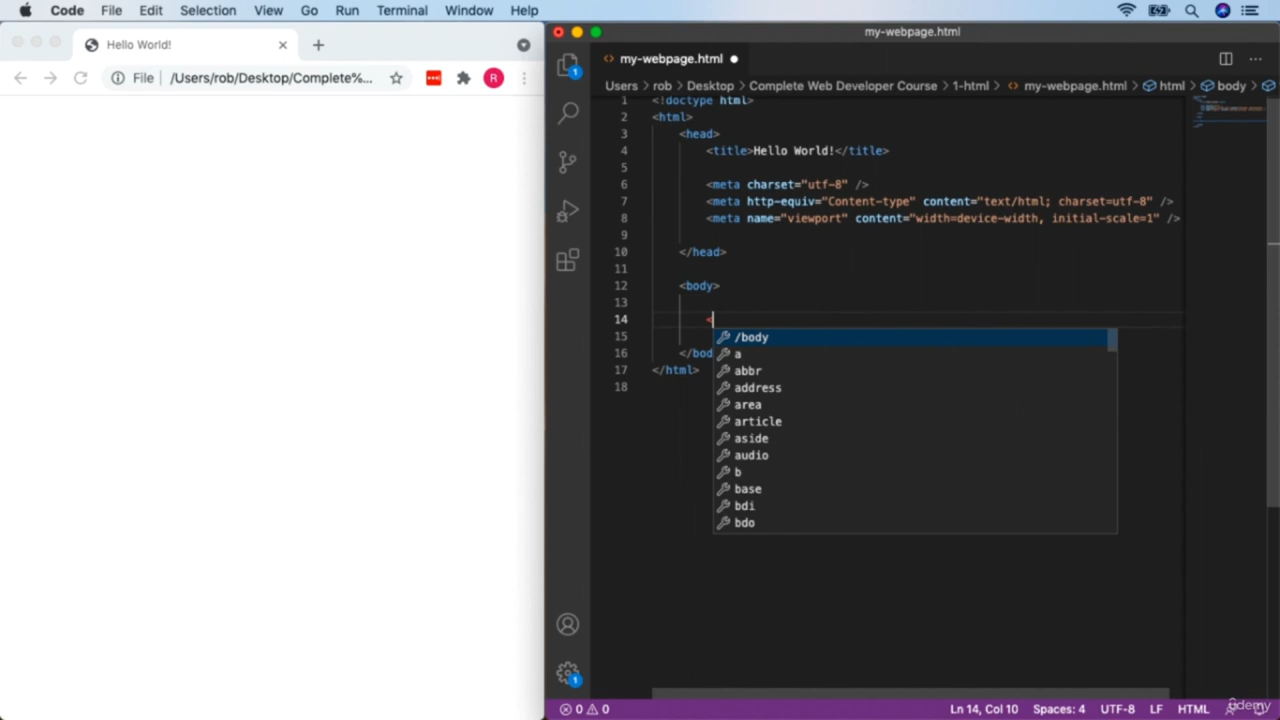 Code File Edit Selection View Go Run Terminal Window Help
Hello World!
File /Users/rob/Desktop/Complete%...
R
my-webpage.html
my-webpage.html
Users > rob > Desktop > Complete Web Developer Course > 1-html > my-webpage.html > html > body >
1 <!doctype html>
2 <html>
3 <head>
4 <title>Hello World!</title>
5
6 <meta charset="utf-8" />
7 <meta http-equiv="Content-type" content="text/html; charset=utf-8" />
8 <meta name="viewport" content="width=device-width, initial-scale=1" />
9
10 </head>
11
12 <body>
13
14 <
15
16 </bod
17 </html>
18
/body
a
abbr
address
area
article
aside
audio
b
base
bdi
bdo
1
1
0 0
Ln 14, Col 10 Spaces: 4 UTF-8 LF HTML
ûdemy